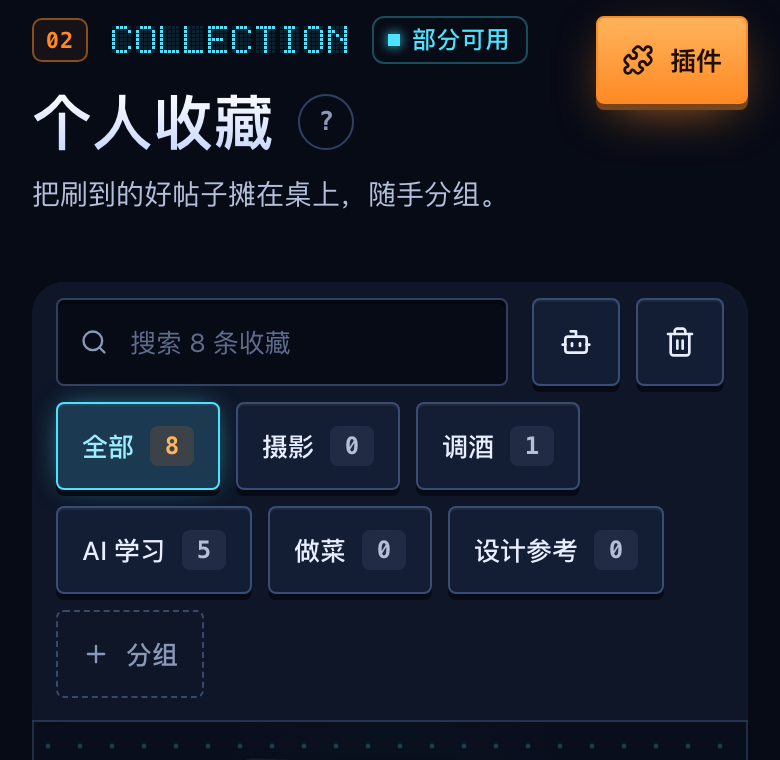 02 COLLECTION 部分可用
插件
个人收藏 ?
把刷到的好帖子摊在桌上，随手分组。
搜索 8 条收藏
全部 8 摄影 0 调酒 1
AI 学习 5 做菜 0 设计参考 0
+ 分组